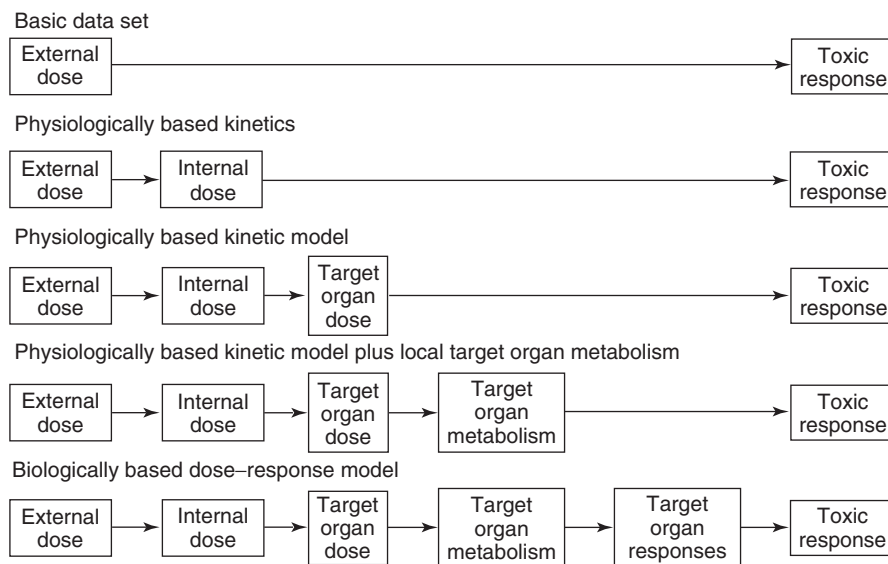 Basic data set
External
dose
Toxic
response
Physiologically based kinetics
External
dose
Internal
dose
Toxic
response
Physiologically based kinetic model
External
dose
Internal
dose
Target
organ
dose
Toxic
response
Physiologically based kinetic model plus local target organ metabolism
External
dose
Internal
dose
Target
organ
dose
Target
organ
metabolism
Toxic
response
Biologically based dose–response model
External
dose
Internal
dose
Target
organ
dose
Target
organ
metabolism
Target
organ
responses
Toxic
response